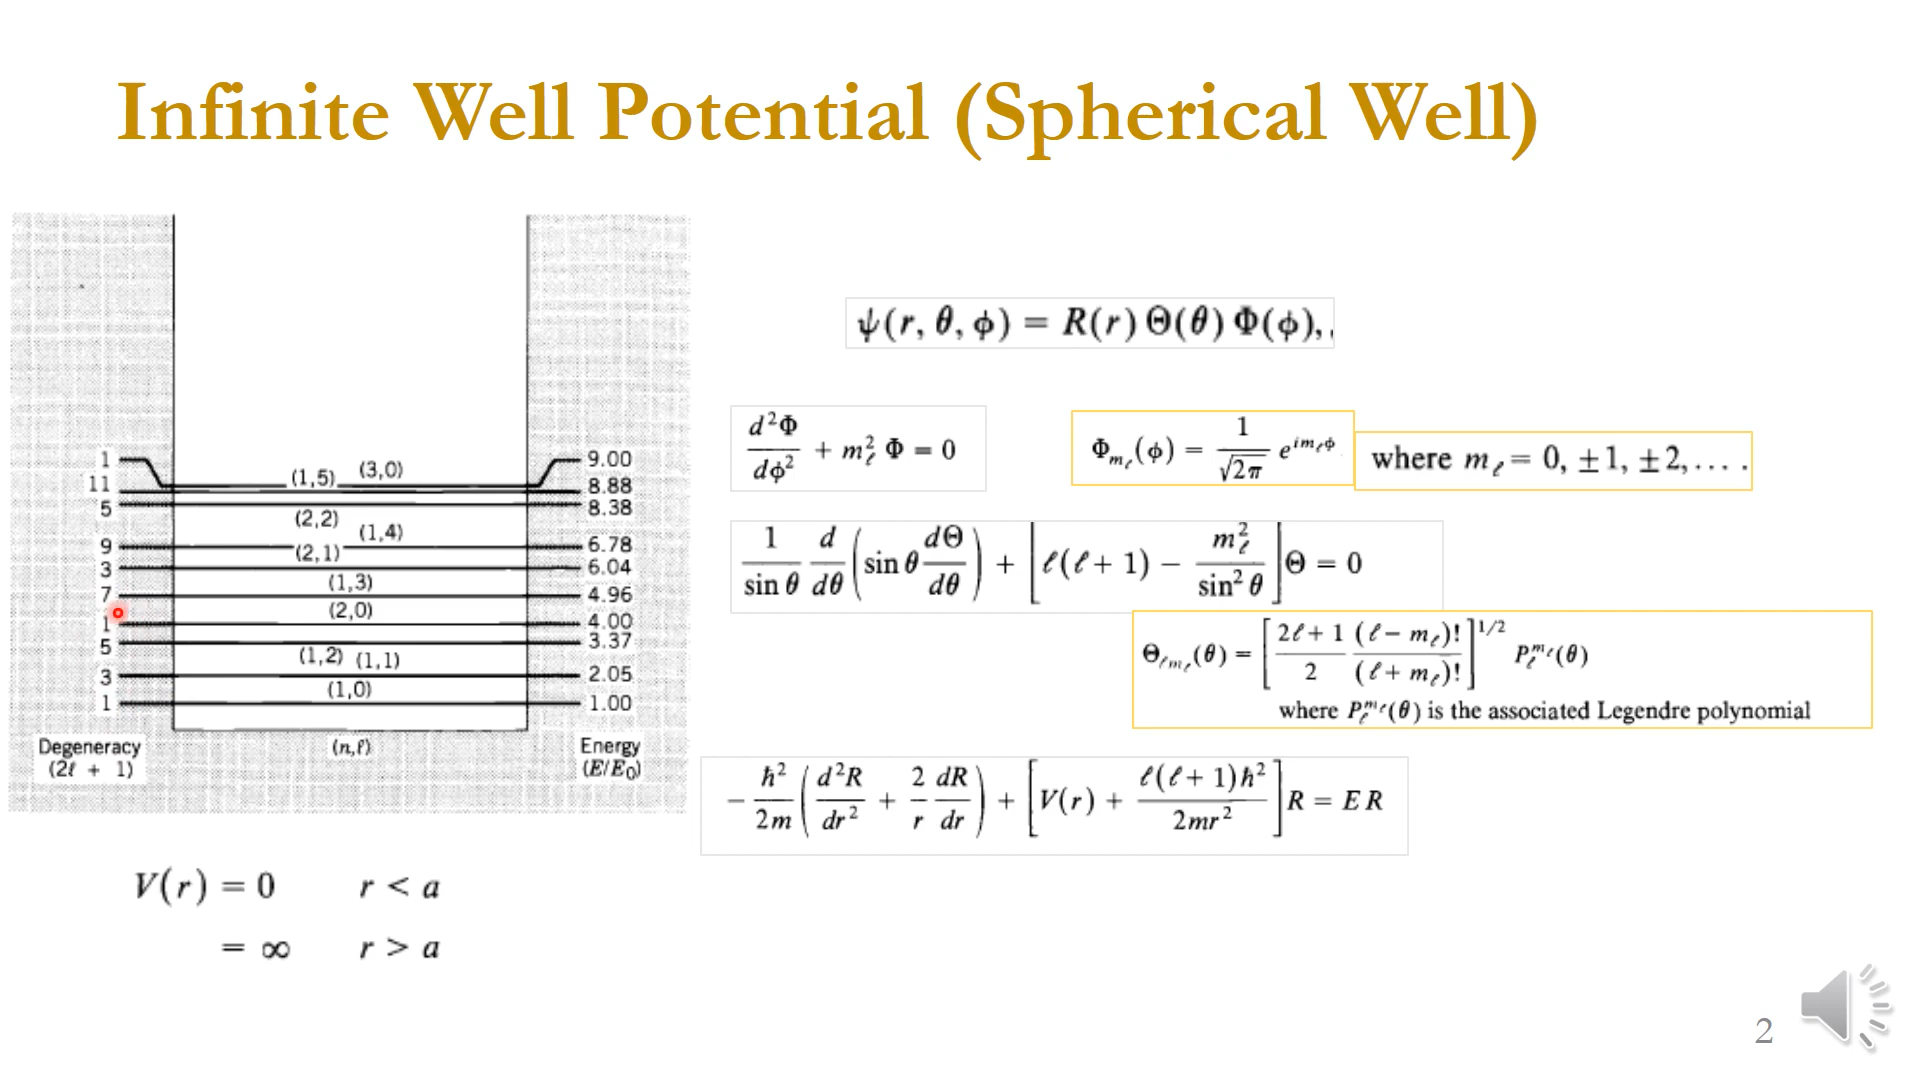 Infinite Well Potential (Spherical Well)
1 (1,5) (3,0) 9.00
11 8.88
5 8.38
(2,2) (1,4)
9 (2,1) 6.78
3 6.04
7 (1,3) 4.96
1 (2,0) 4.00
5 3.37
(1,2) (1,1)
3 2.05
1 (1,0) 1.00
Degeneracy (n,ℓ) Energy
(2ℓ + 1) (E/E₀)
V(r) = 0 r < a
= ∞ r > a
ψ(r, θ, ϕ) = R(r) Θ(θ) Φ(ϕ),
d²Φ/dϕ² + m_ℓ² Φ = 0
Φ_{m_ℓ}(ϕ) = 1/√2π e^{im_ℓϕ}
where m_ℓ = 0, ±1, ±2, ... .
1/sin θ d/dθ (sin θ dΘ/dθ) + [ℓ(ℓ + 1) − m_ℓ²/sin² θ] Θ = 0
Θ_{ℓm_ℓ}(θ) = [2ℓ + 1/2 (ℓ − m_ℓ)!/(ℓ + m_ℓ)!]^{1/2} P_ℓ^{m_ℓ}(θ)
where P_ℓ^{m_ℓ}(θ) is the associated Legendre polynomial
− ℏ²/2m (d²R/dr² + 2/r dR/dr) + [V(r) + ℓ(ℓ + 1)ℏ²/2mr²] R = E R
2